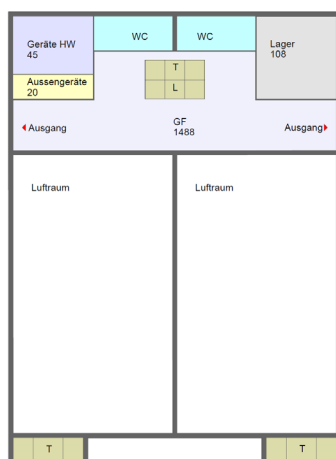 WC
WC
Geräte HW
45
Lager
108
T
Aussengeräte
20
L
GF
1488
Ausgang
Ausgang
Luftraum
Luftraum
T
T